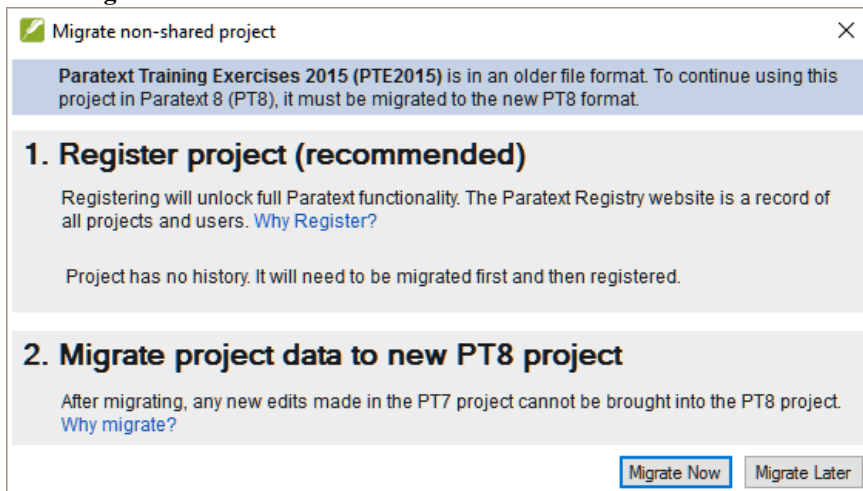 Migrate non-shared project
Paratext Training Exercises 2015 (PTE2015) is in an older file format. To continue using this
project in Paratext 8 (PT8), it must be migrated to the new PT8 format.
1. Register project (recommended)
Registering will unlock full Paratext functionality. The Paratext Registry website is a record of
all projects and users. Why Register?
Project has no history. It will need to be migrated first and then registered.
2. Migrate project data to new PT8 project
After migrating, any new edits made in the PT7 project cannot be brought into the PT8 project.
Why migrate?
Migrate Now Migrate Later